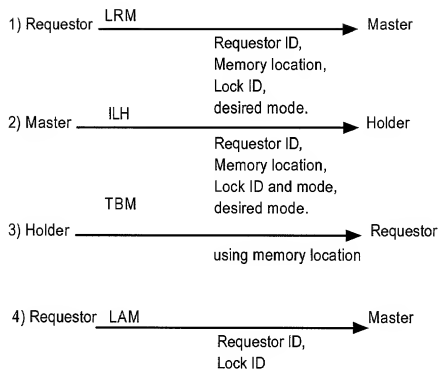 1) Requestor LRM Master
Requestor ID,
Memory location,
Lock ID,
desired mode.
2) Master ILH Holder
Requestor ID,
Memory location,
Lock ID and mode,
desired mode.
TBM
3) Holder Requestor
using memory location
4) Requestor LAM Master
Requestor ID,
Lock ID